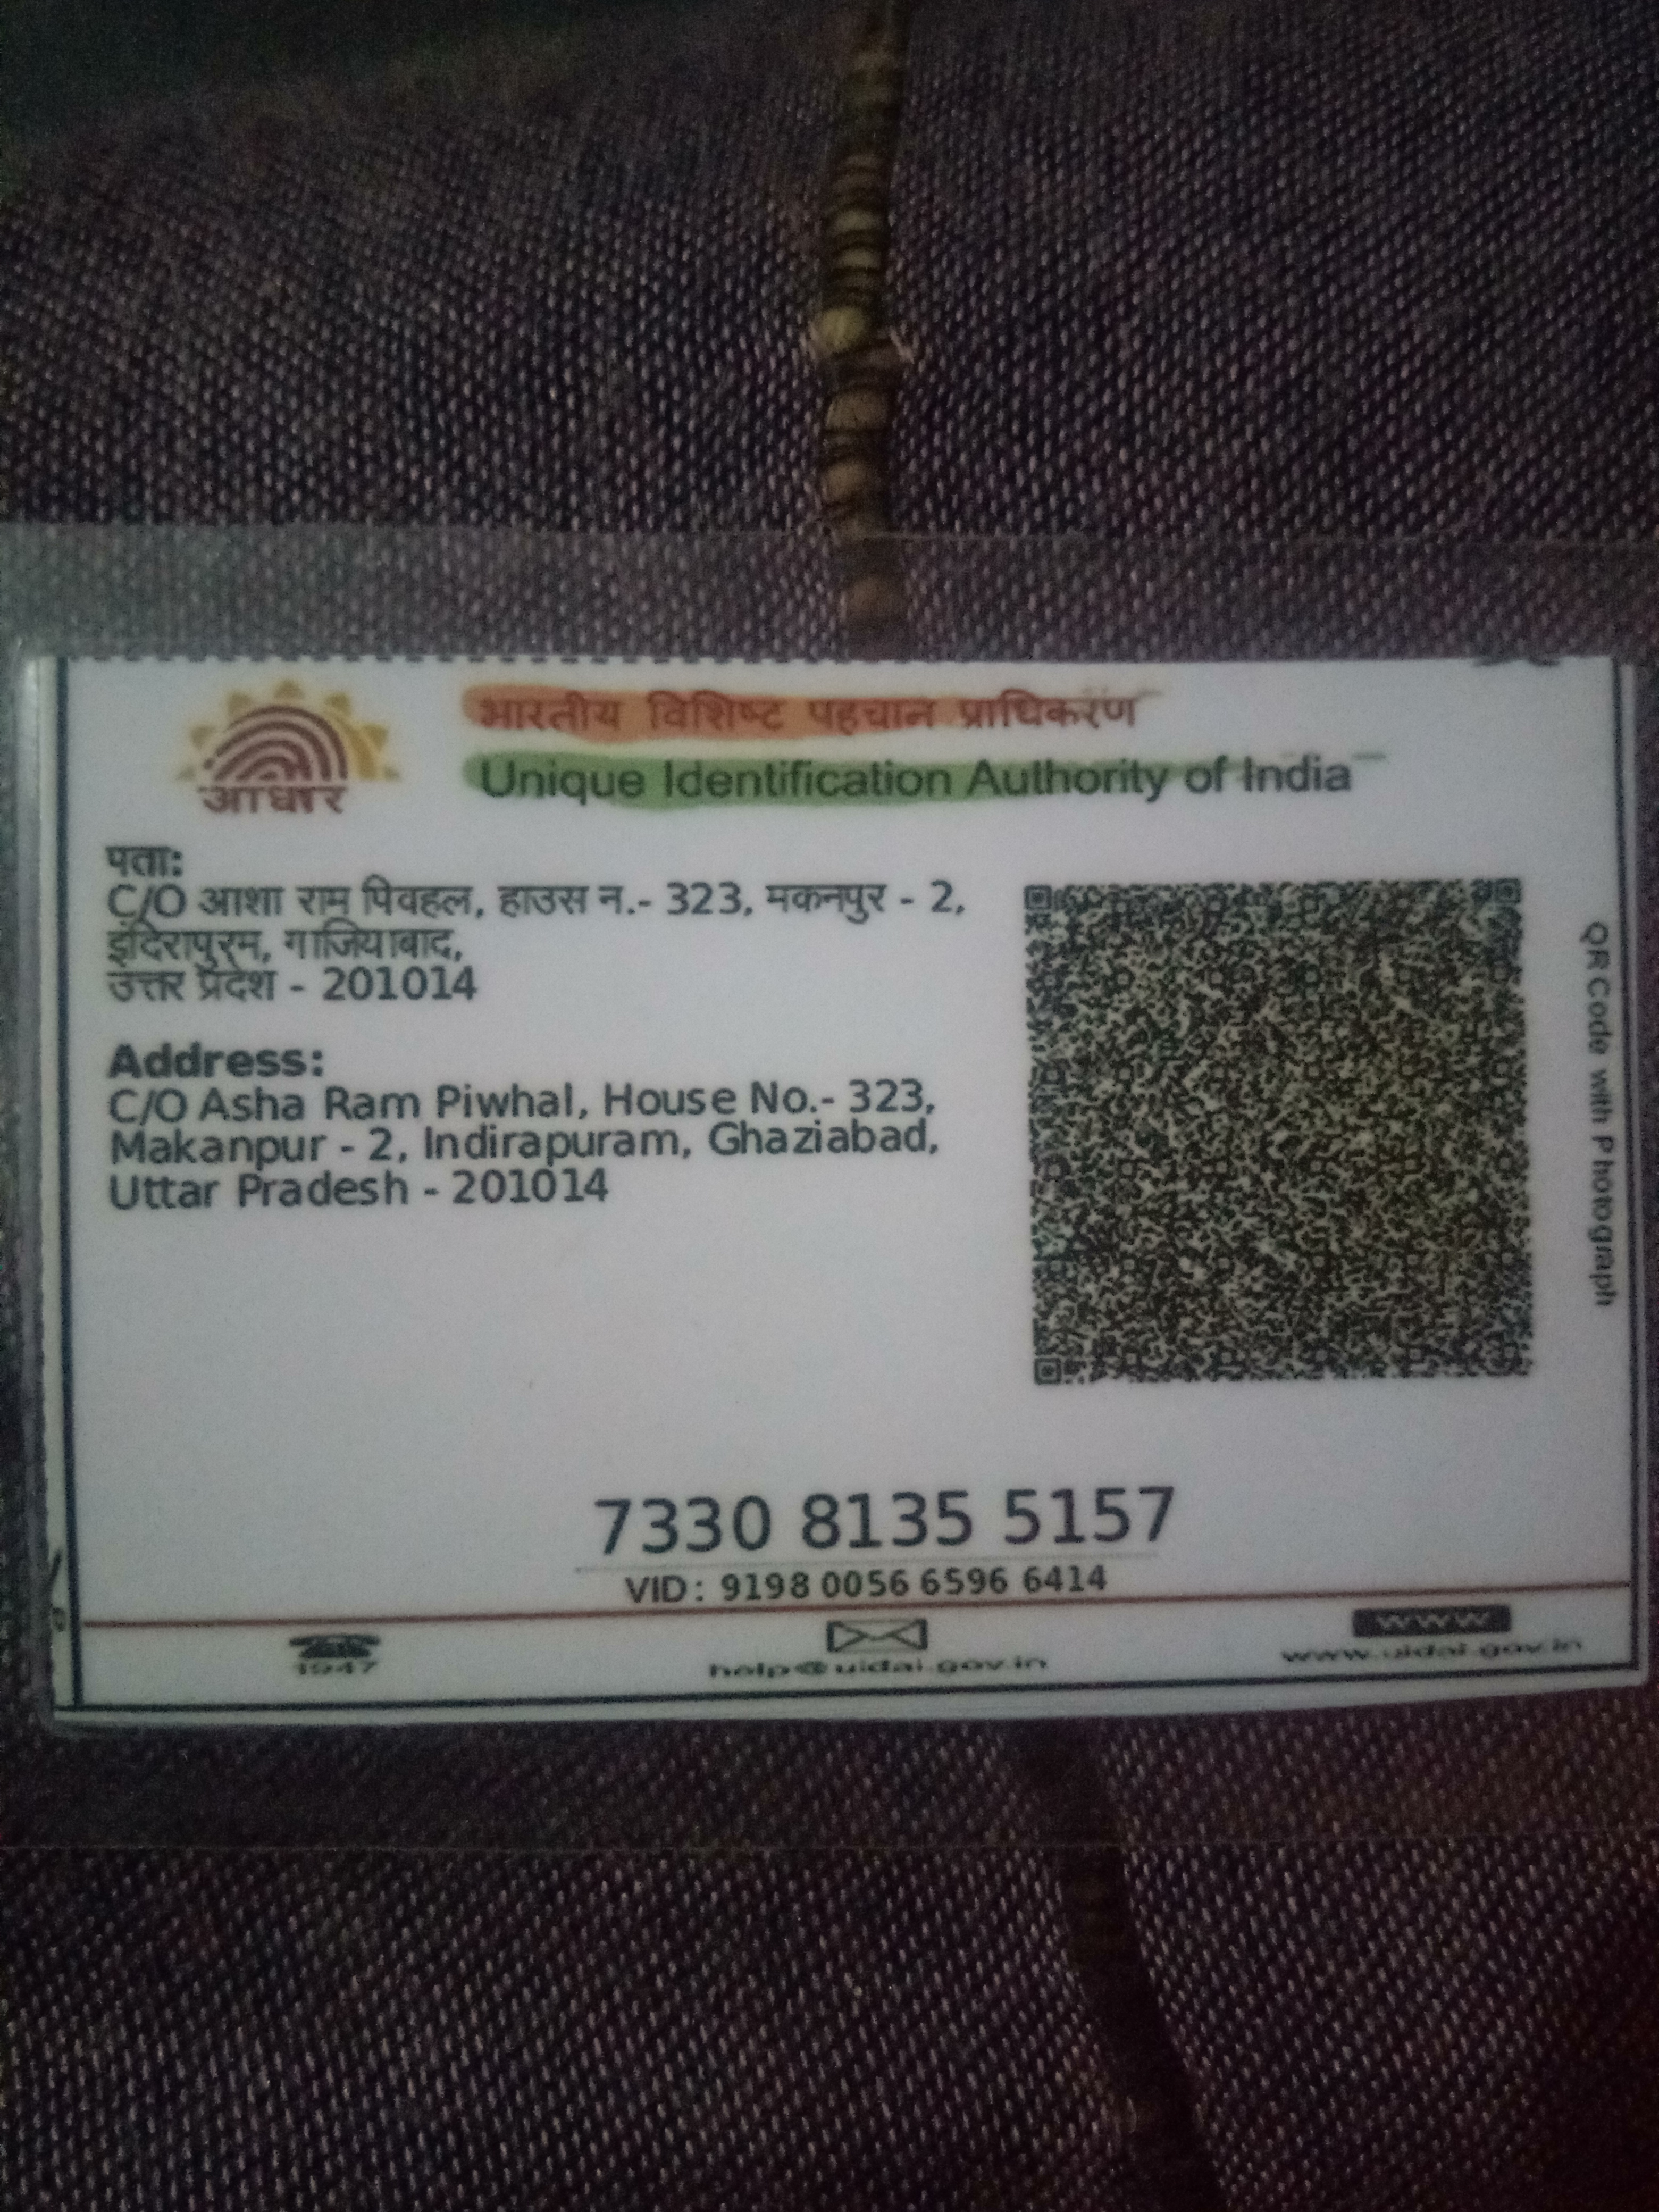 आधार
भारतीय विशिष्ट पहचान प्राधिकरण
Unique Identification Authority of India
पता:
C/O आशा राम पिवहल, हाउस न.- 323, मकनपुर - 2,
इंदिरापुरम, गाजियाबाद,
उत्तर प्रदेश - 201014
Address:
C/O Asha Ram Piwhal, House No.- 323,
Makanpur - 2, Indirapuram, Ghaziabad,
Uttar Pradesh - 201014
QR Code with Photograph
7330 8135 5157
VID : 9198 0056 6596 6414
1947
help@uidai.gov.in
www
www.uidai.gov.in